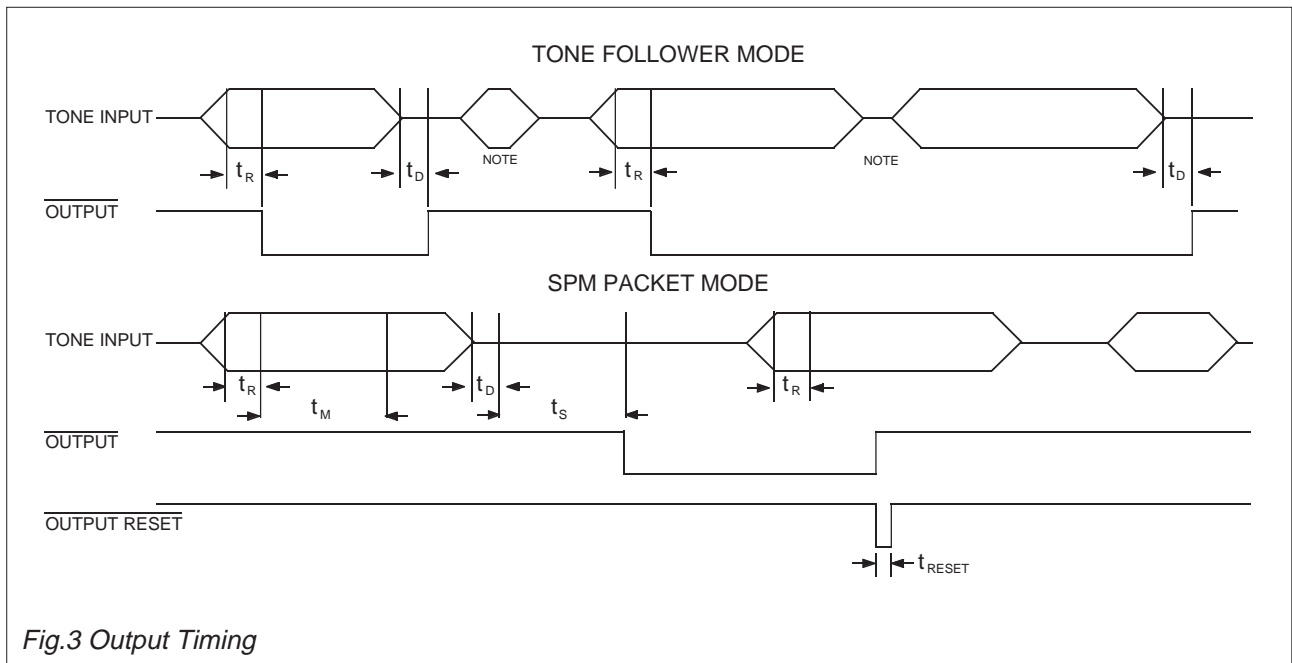 TONE FOLLOWER MODE
TONE INPUT
NOTE
NOTE
tR
tD
tR
tD
OUTPUT
SPM PACKET MODE
TONE INPUT
tR
tD
tR
tM
tS
OUTPUT
OUTPUT RESET
tRESET
Fig.3 Output Timing